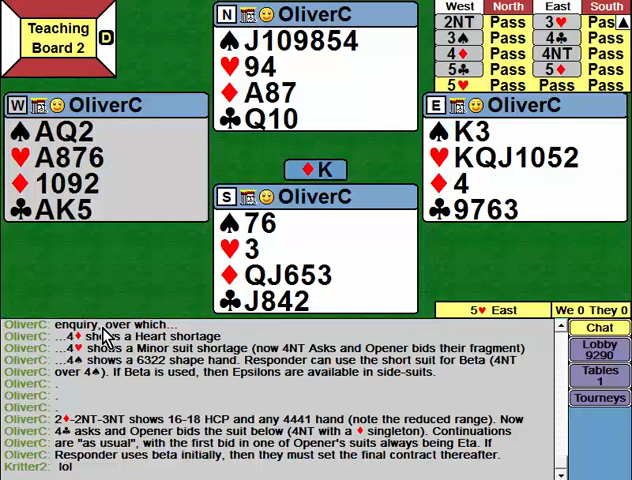 Teaching
Board 2
D
N OliverC
♠J109854
♥94
♦A87
♣Q10
West North East South
2NT Pass 3♥ Pas
3♠ Pass 4♣ Pass
4♦ Pass 4NT Pass
5♣ Pass 5♦ Pass
5♥ Pass Pass Pass
W OliverC
♠AQ2
♥A876
♦1092
♣AK5
♦K
E OliverC
♠K3
♥KQJ1052
♦4
♣9763
S OliverC
♠76
♥3
♦QJ653
♣J842
5♥ East
We 0 They 0
OliverC: enquiry, over which...
OliverC: ...4♦ shows a Heart shortage
OliverC: ...4♥ shows a Minor suit shortage (now 4NT Asks and Opener bids their fragment)
OliverC: ...4♠ shows a 6322 shape hand. Responder can use the short suit for Beta (4NT
over 4♠). If Beta is used, then Epsilons are available in side-suits.
OliverC: .
OliverC: .
OliverC: .
OliverC: 2♦-2NT-3NT shows 16-18 HCP and any 4441 hand (note the reduced range). Now
OliverC: 4♣ asks and Opener bids the suit below (4NT with a ♦ singleton). Continuations
OliverC: are "as usual", with the first bid in one of Opener's suits always being Eta. If
OliverC: Responder uses beta initially, then they must set the final contract thereafter.
Kritter2: lol
Chat
Lobby
9290
Tables
1
Tourneys